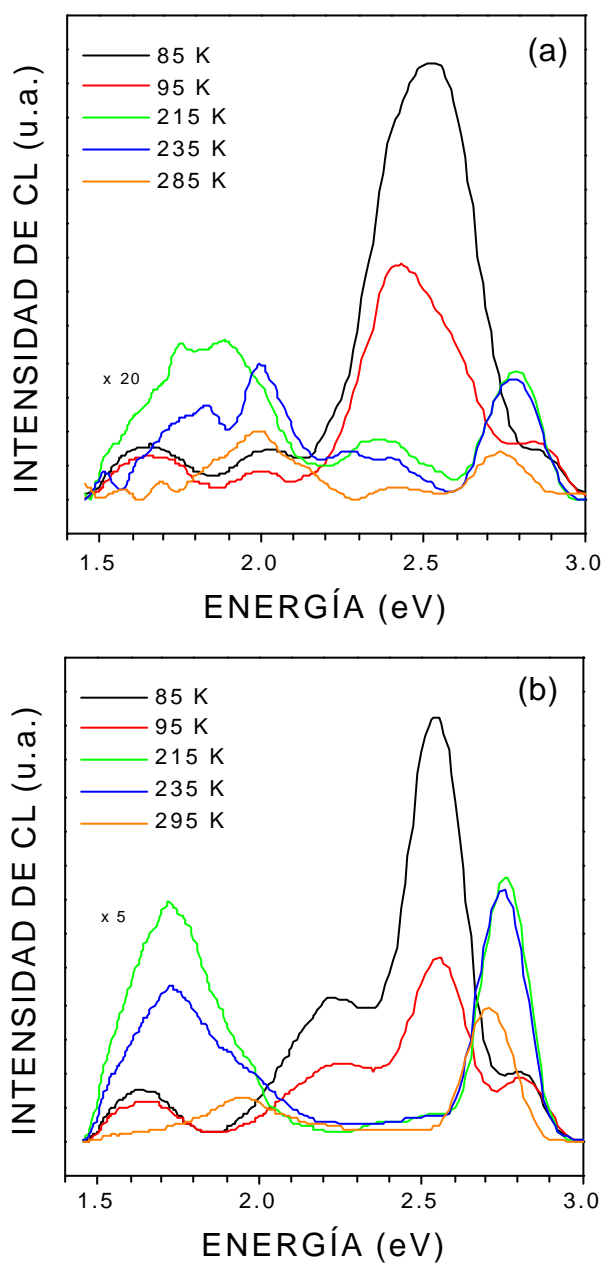 (a)
85 K
95 K
215 K
235 K
285 K
x 20
INTENSIDAD DE CL (u.a.)
1.5 2.0 2.5 3.0
ENERGÍA (eV)
(b)
85 K
95 K
215 K
235 K
295 K
x 5
INTENSIDAD DE CL (u.a.)
1.5 2.0 2.5 3.0
ENERGÍA (eV)